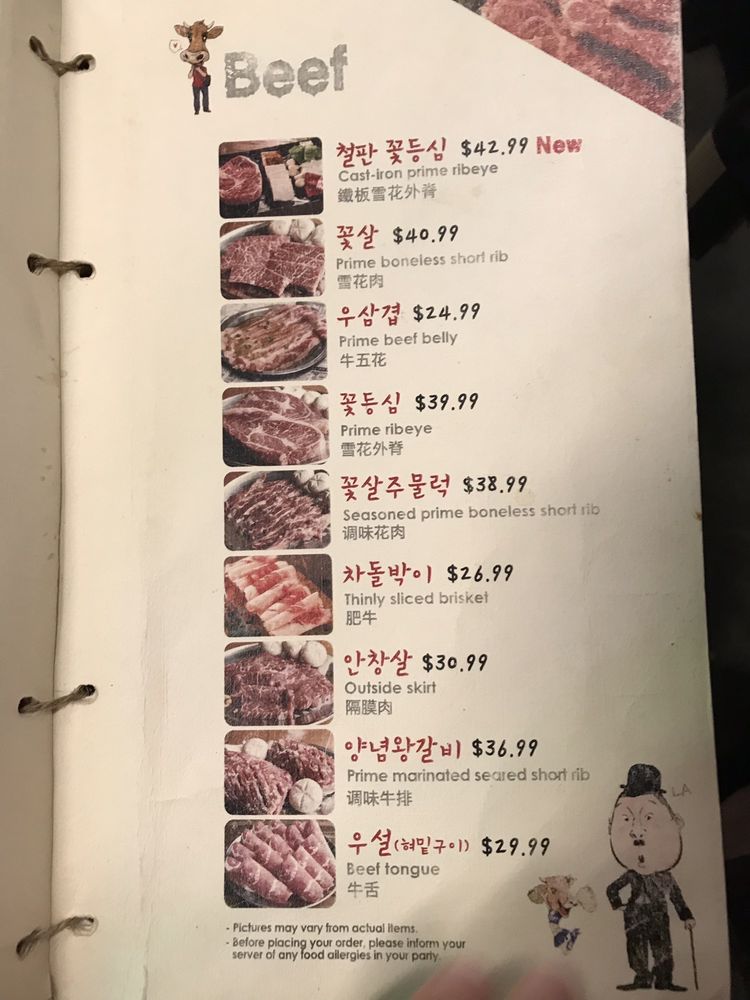 Beef
철판 꽃등심 $42.99 New
Cast-iron prime ribeye
鐵板雪花外脊
꽃살 $40.99
Prime boneless short rib
雪花肉
우삼겹 $24.99
Prime beef belly
牛五花
꽃등심 $39.99
Prime ribeye
雪花外脊
꽃살주물럭 $38.99
Seasoned prime boneless short rib
调味花肉
차돌박이 $26.99
Thinly sliced brisket
肥牛
안창살 $30.99
Outside skirt
隔膜肉
양념왕갈비 $36.99
Prime marinated seared short rib
调味牛排
우설(혀밑구이) $29.99
Beef tongue
牛舌
- Pictures may vary from actual items.
- Before placing your order, please inform your
server of any food allergies in your party.
LA